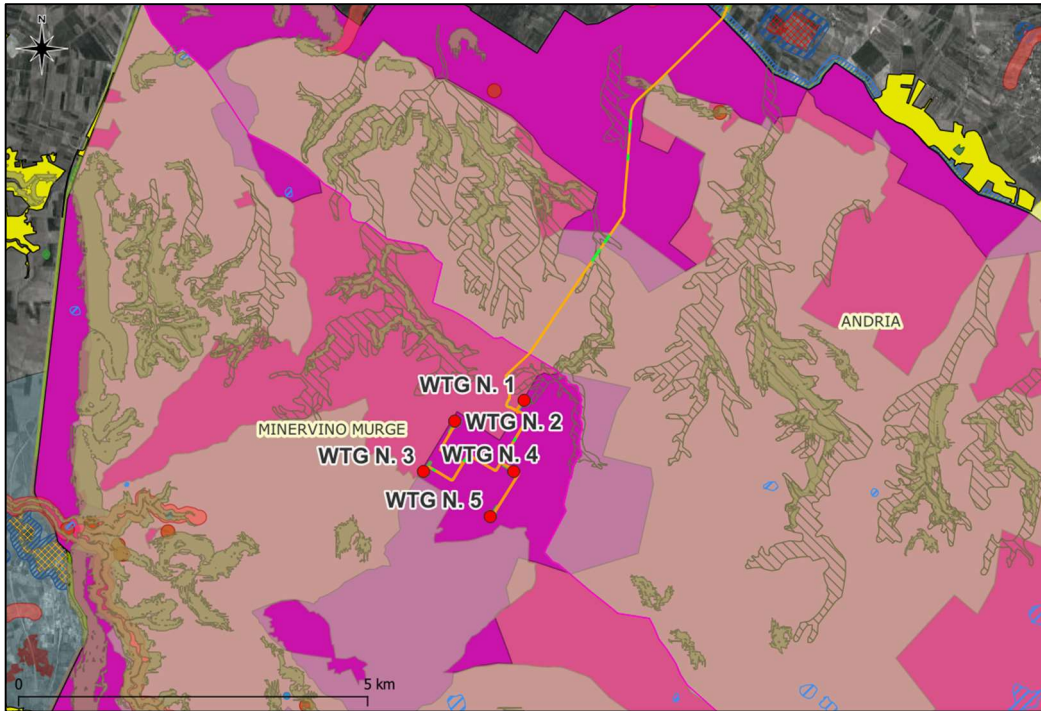 N
ANDRIA
WTG N. 1
WTG N. 2
MINERVINO MURGE
WTG N. 3
WTG N. 4
WTG N. 5
0
5 km